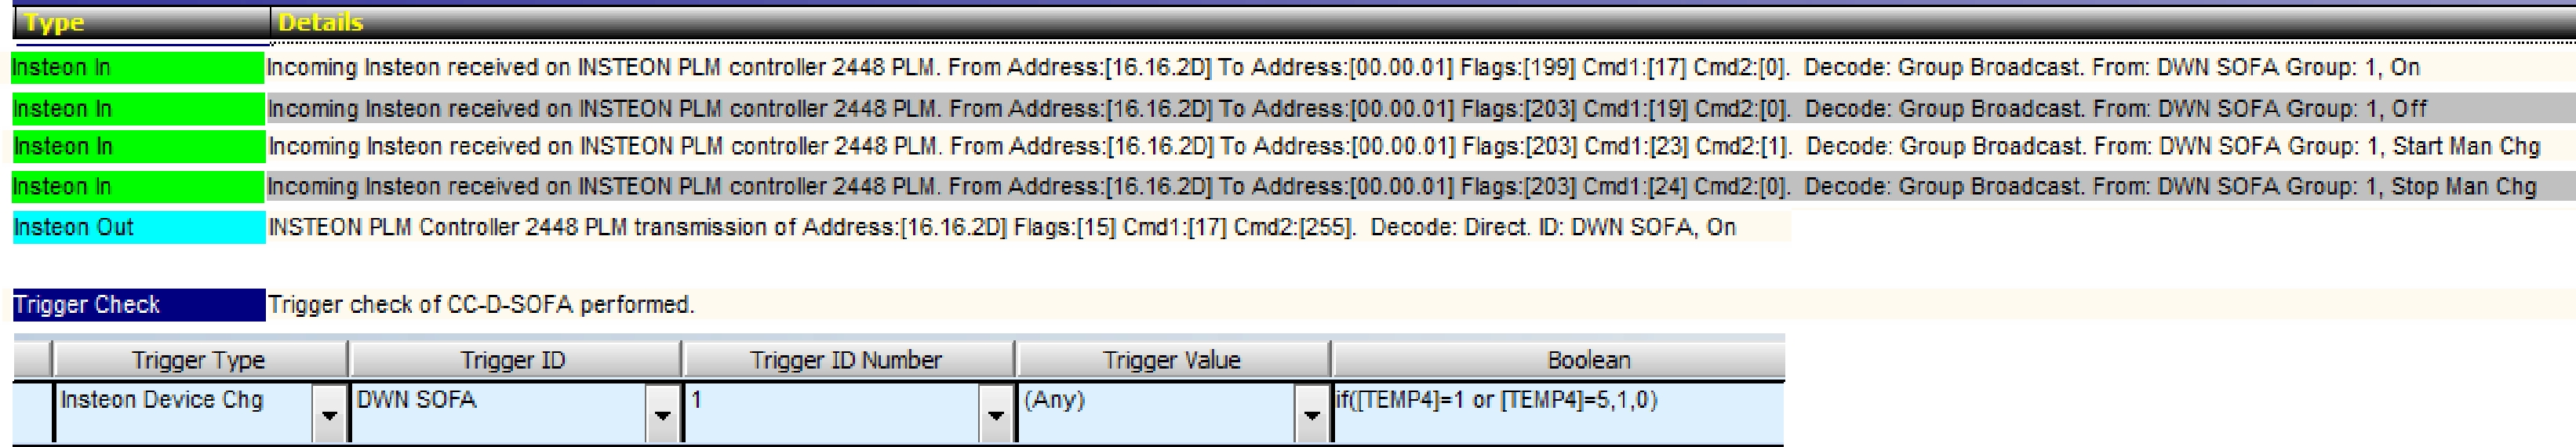 Type Details
Insteon In Incoming Insteon received on INSTEON PLM controller 2448 PLM. From Address:[16.16.2D] To Address:[00.00.01] Flags:[199] Cmd1:[17] Cmd2:[0].  Decode: Group Broadcast. From: DWN SOFA Group: 1, On
Insteon In Incoming Insteon received on INSTEON PLM controller 2448 PLM. From Address:[16.16.2D] To Address:[00.00.01] Flags:[203] Cmd1:[19] Cmd2:[0].  Decode: Group Broadcast. From: DWN SOFA Group: 1, Off
Insteon In Incoming Insteon received on INSTEON PLM controller 2448 PLM. From Address:[16.16.2D] To Address:[00.00.01] Flags:[203] Cmd1:[23] Cmd2:[1].  Decode: Group Broadcast. From: DWN SOFA Group: 1, Start Man Chg
Insteon In Incoming Insteon received on INSTEON PLM controller 2448 PLM. From Address:[16.16.2D] To Address:[00.00.01] Flags:[203] Cmd1:[24] Cmd2:[0].  Decode: Group Broadcast. From: DWN SOFA Group: 1, Stop Man Chg
Insteon Out INSTEON PLM Controller 2448 PLM transmission of Address:[16.16.2D] Flags:[15] Cmd1:[17] Cmd2:[255].  Decode: Direct. ID: DWN SOFA, On
Trigger Check Trigger check of CC-D-SOFA performed.
Trigger Type Trigger ID Trigger ID Number Trigger Value Boolean
Insteon Device Chg DWN SOFA 1 (Any) if([TEMP4]=1 or [TEMP4]=5,1,0)